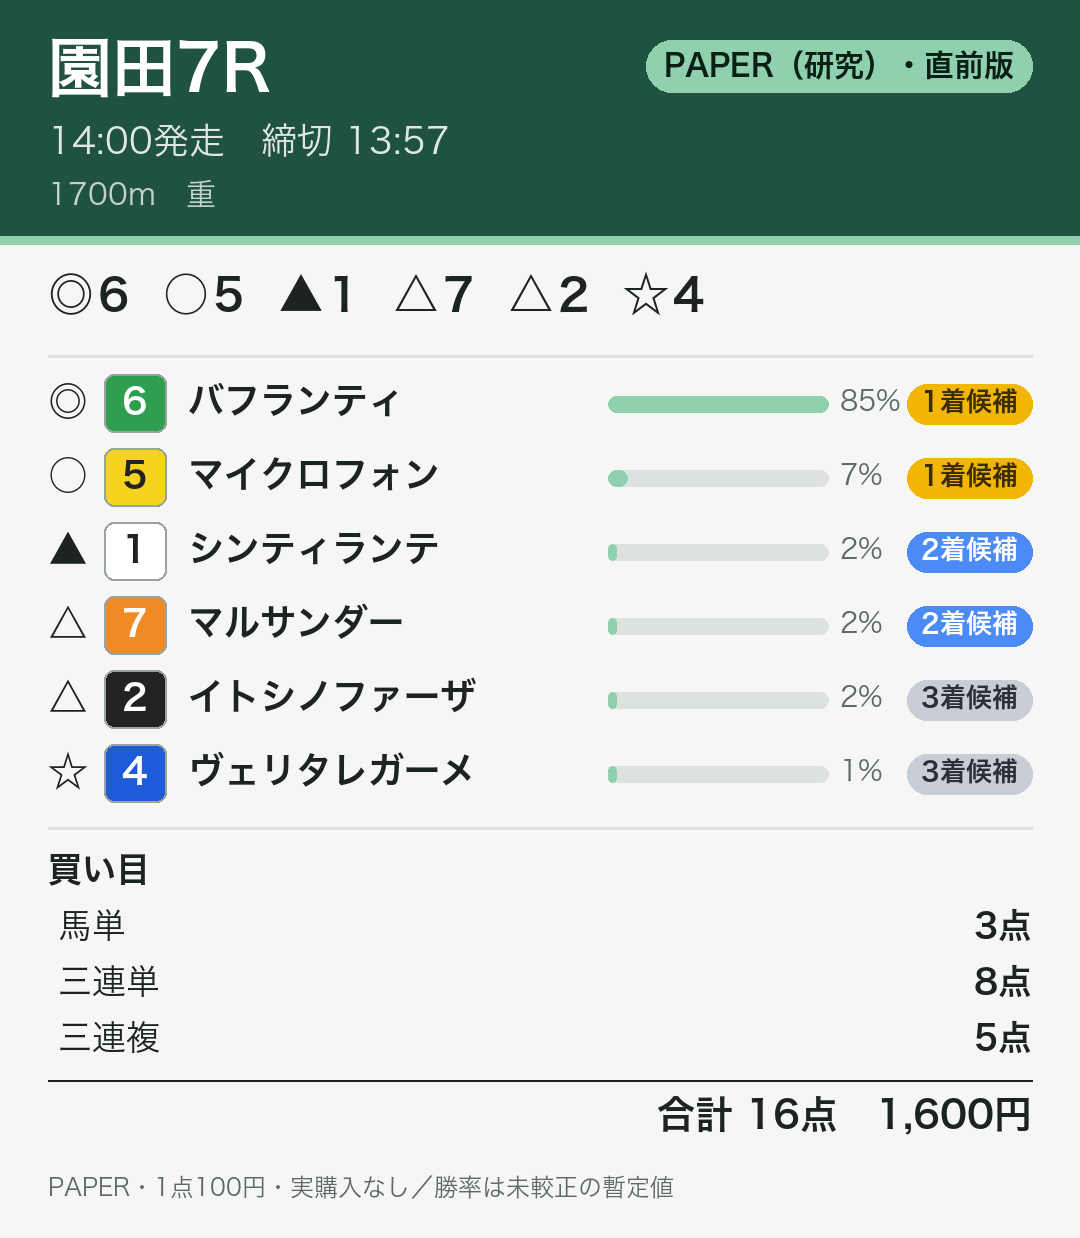 園田7R
PAPER（研究）・直前版
14:00発走　締切 13:57
1700m　重
◎6 ○5 ▲1 △7 △2 ☆4
◎ 6 バフランティ 85% 1着候補
○ 5 マイクロフォン 7% 1着候補
▲ 1 シンティランテ 2% 2着候補
△ 7 マルサンダー 2% 2着候補
△ 2 イトシノファーザ 2% 3着候補
☆ 4 ヴェリタレガーメ 1% 3着候補
買い目
馬単 3点
三連単 8点
三連複 5点
合計 16点　1,600円
PAPER・1点100円・実購入なし／勝率は未較正の暫定値